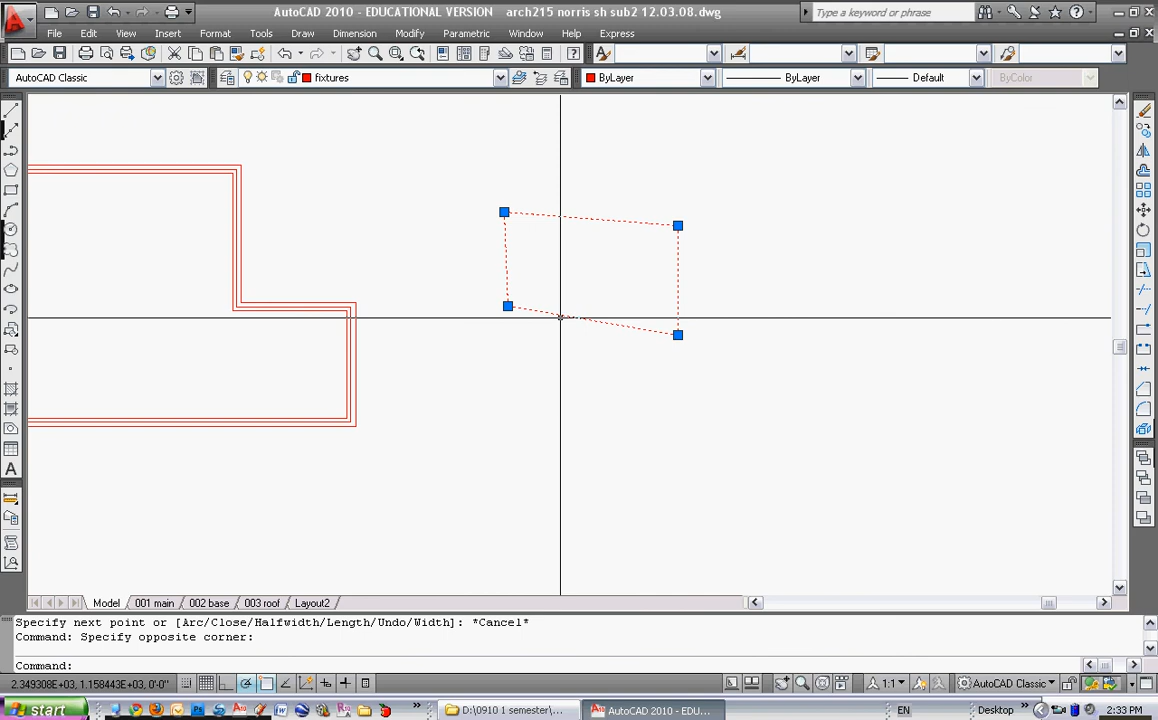 AutoCAD 2010 - EDUCATIONAL VERSION arch215 norris sh sub2 12.03.08.dwg
Type a keyword or phrase
File Edit View Insert Format Tools Draw Dimension Modify Parametric Window Help Express
AutoCAD Classic fixtures ByLayer ByLayer Default ByColor
Model 001 main 002 base 003 roof Layout2
Specify next point or [Arc/Close/Halfwidth/Length/Undo/Width]: *Cancel*
Command: Specify opposite corner:
Command:
2.349308E+03, 1.158443E+03, 0'-0" 1:1 AutoCAD Classic
start D:\0910 1 semester\... AutoCAD 2010 - EDU... EN Desktop 2:33 PM